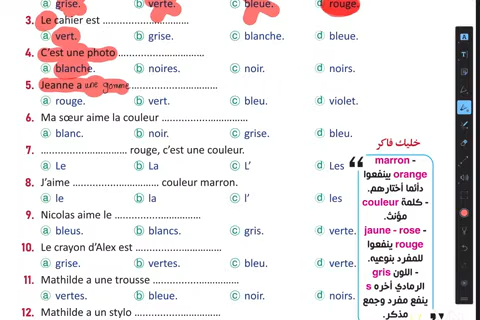 ⓐ grise. ⓑ verte. ⓒ bleue. ⓓ rouge.
3. Le cahier est ................................
ⓐ vert. ⓑ grise. ⓒ blanche. ⓓ bleue.
4. C'est une photo ................................
ⓐ blanche. ⓑ noires. ⓒ noir. ⓓ noirs.
5. Jeanne a une gomme ................................
ⓐ rouge. ⓑ vert. ⓒ bleu. ⓓ violet.
6. Ma sœur aime la couleur ................................
ⓐ blanc. ⓑ noir. ⓒ grise. ⓓ bleu.
7. ................................ rouge, c'est une couleur.
ⓐ Le ⓑ La ⓒ L' ⓓ Les
8. J'aime ................................ couleur marron.
ⓐ le ⓑ la ⓒ l' ⓓ les
9. Nicolas aime le ................................
ⓐ bleus. ⓑ blancs. ⓒ gris. ⓓ verte.
10. Le crayon d'Alex est ................................
ⓐ grise. ⓑ vertes. ⓒ bleu. ⓓ verte.
11. Mathilde a une trousse ................................
ⓐ vertes. ⓑ bleue. ⓒ noir. ⓓ noirs.
12. Mathilde a un stylo ................................
خليك فاكر
- marron
orange بينفعوا
دائما أختارهم.
- كلمة couleur
مؤنث.
- jaune - rose
rouge ينفعوا
للمفرد بنوعيه.
- اللون gris
الرمادي أخره s
ينفع مفرد وجمع
مذكر.